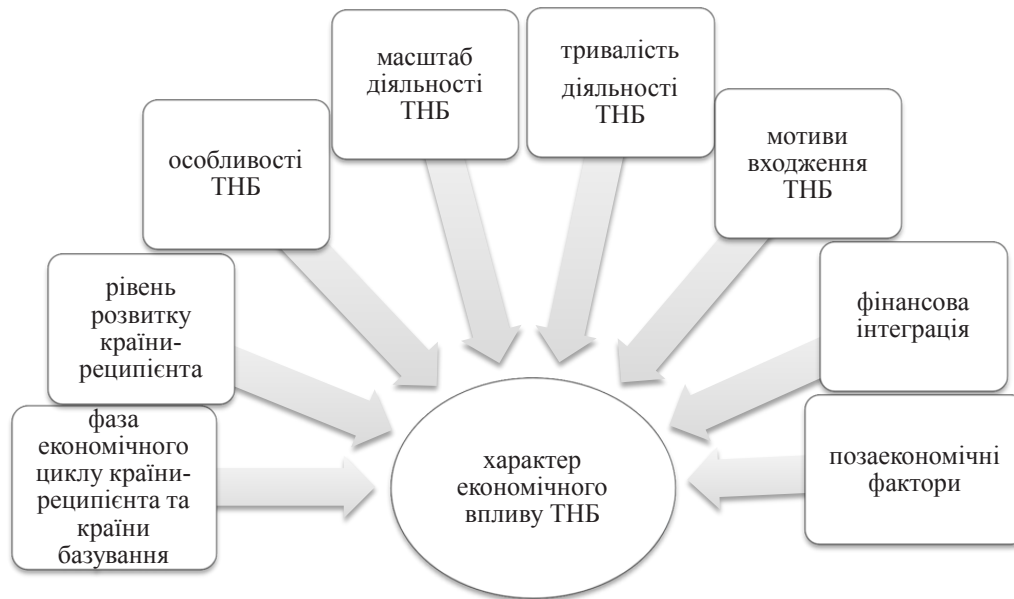 фаза
економічного
циклу країни-
реципієнта та
країни
базування
рівень
розвитку
країни-
реципієнта
особливості
ТНБ
масштаб
діяльності
ТНБ
тривалість
діяльності
ТНБ
мотиви
входження
ТНБ
фінансова
інтеграція
позаекономічні
фактори
характер
економічного
впливу ТНБ